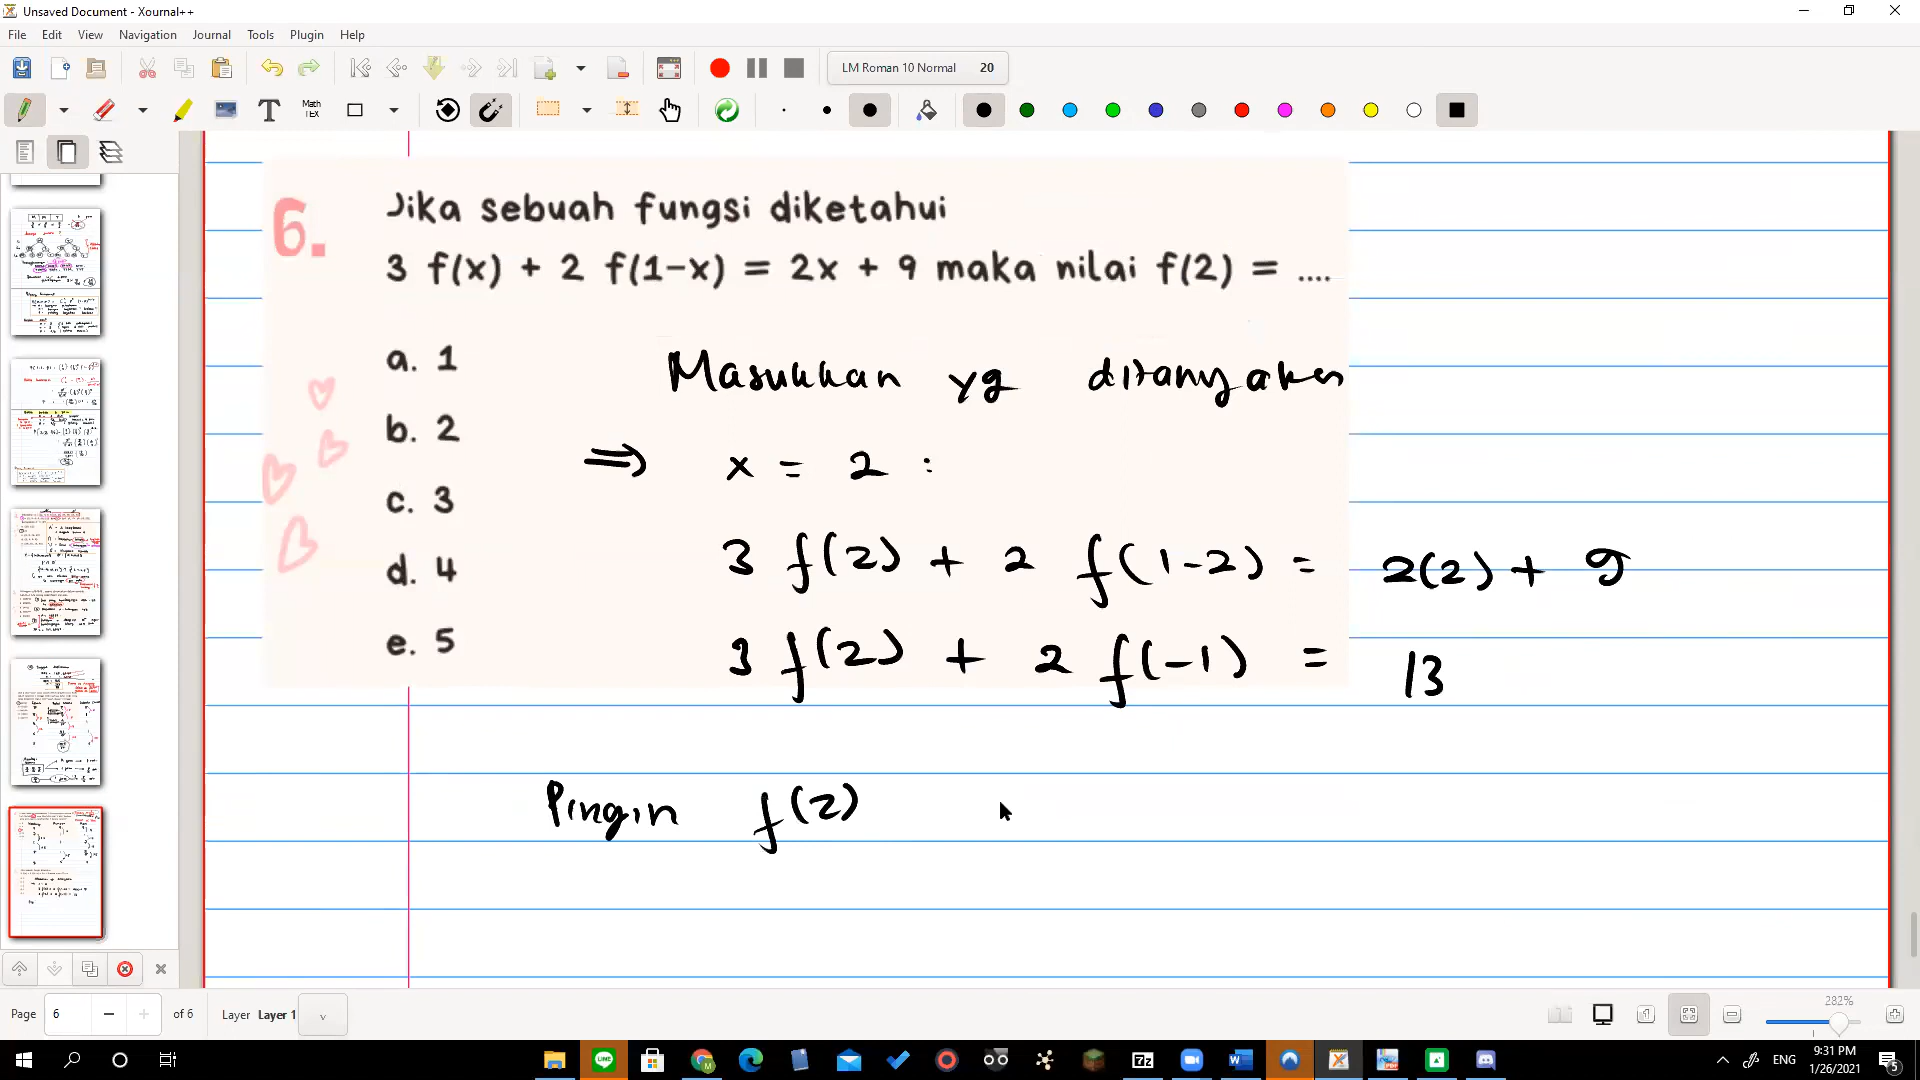 Unsaved Document - Xournal++
File Edit View Navigation Journal Tools Plugin Help
LM Roman 10 Normal 20
Math TEX
6. Jika sebuah fungsi diketahui
3 f(x) + 2 f(1-x) = 2x + 9 maka nilai f(2) = ....
a. 1
b. 2
c. 3
d. 4
e. 5
Masukkan yg ditanyakan
⇒ x = 2 :
3 f(2) + 2 f(1-2) = 2(2) + 9
3 f(2) + 2 f(-1) = 13
Pingin f(2)
Page 6 of 6 Layer Layer 1
282%
ENG 9:31 PM
1/26/2021